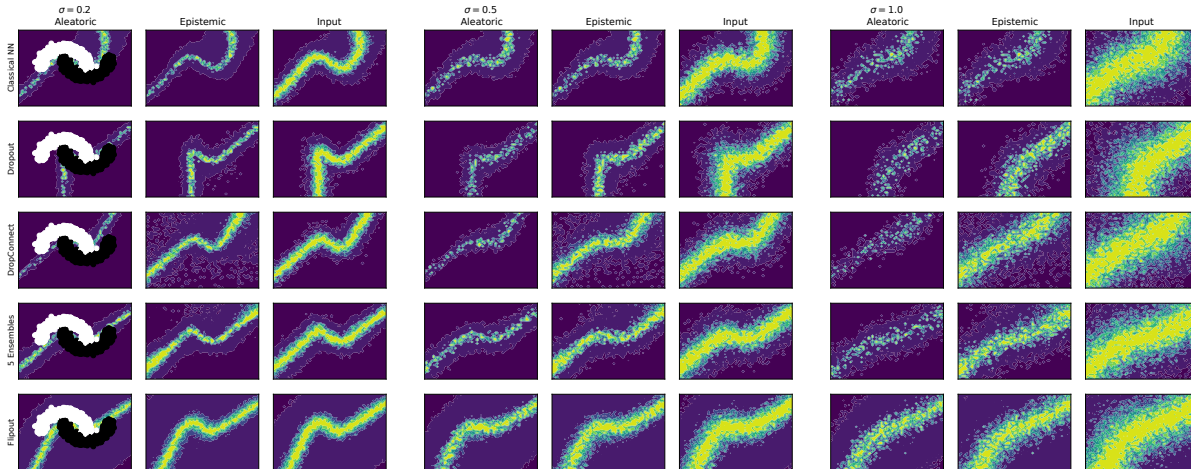 σ = 0.2
σ = 0.5
σ = 1.0
Aleatoric Epistemic Input Aleatoric Epistemic Input Aleatoric Epistemic Input
Classical NN
Dropout
DropConnect
5 Ensembles
Flipout